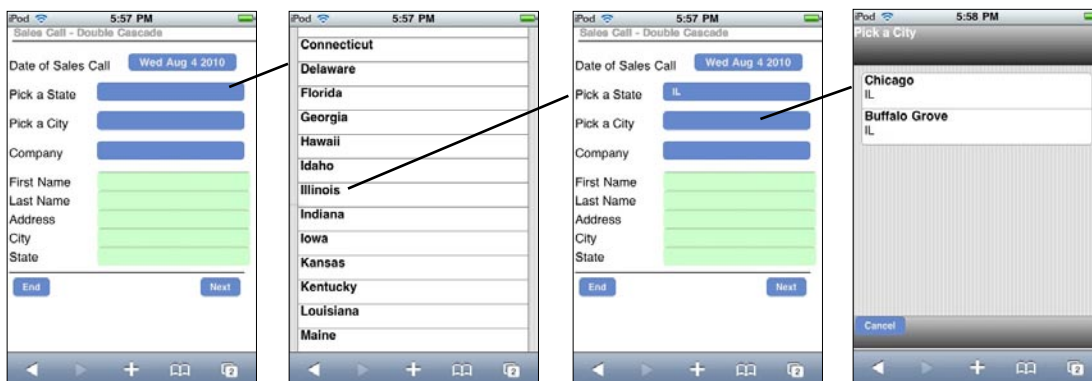 iPod 5:57 PM
Sales Call - Double Cascade
Date of Sales Call Wed Aug 4 2010
Pick a State
Pick a City
Company
First Name
Last Name
Address
City
State
End Next
2
iPod 5:57 PM
Connecticut
Delaware
Florida
Georgia
Hawaii
Idaho
Illinois
Indiana
Iowa
Kansas
Kentucky
Louisiana
Maine
2
iPod 5:57 PM
Sales Call - Double Cascade
Date of Sales Call Wed Aug 4 2010
Pick a State IL
Pick a City
Company
First Name
Last Name
Address
City
State
End Next
2
iPod 5:58 PM
Pick a City
Chicago
IL
Buffalo Grove
IL
Cancel
2